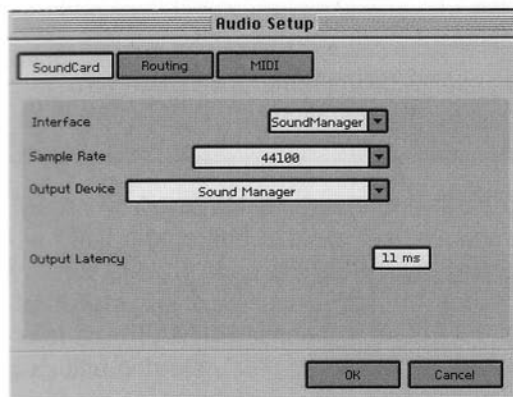 Audio Setup
SoundCard Routing MIDI
Interface SoundManager
Sample Rate 44100
Output Device Sound Manager
Output Latency 11 ms
OK Cancel